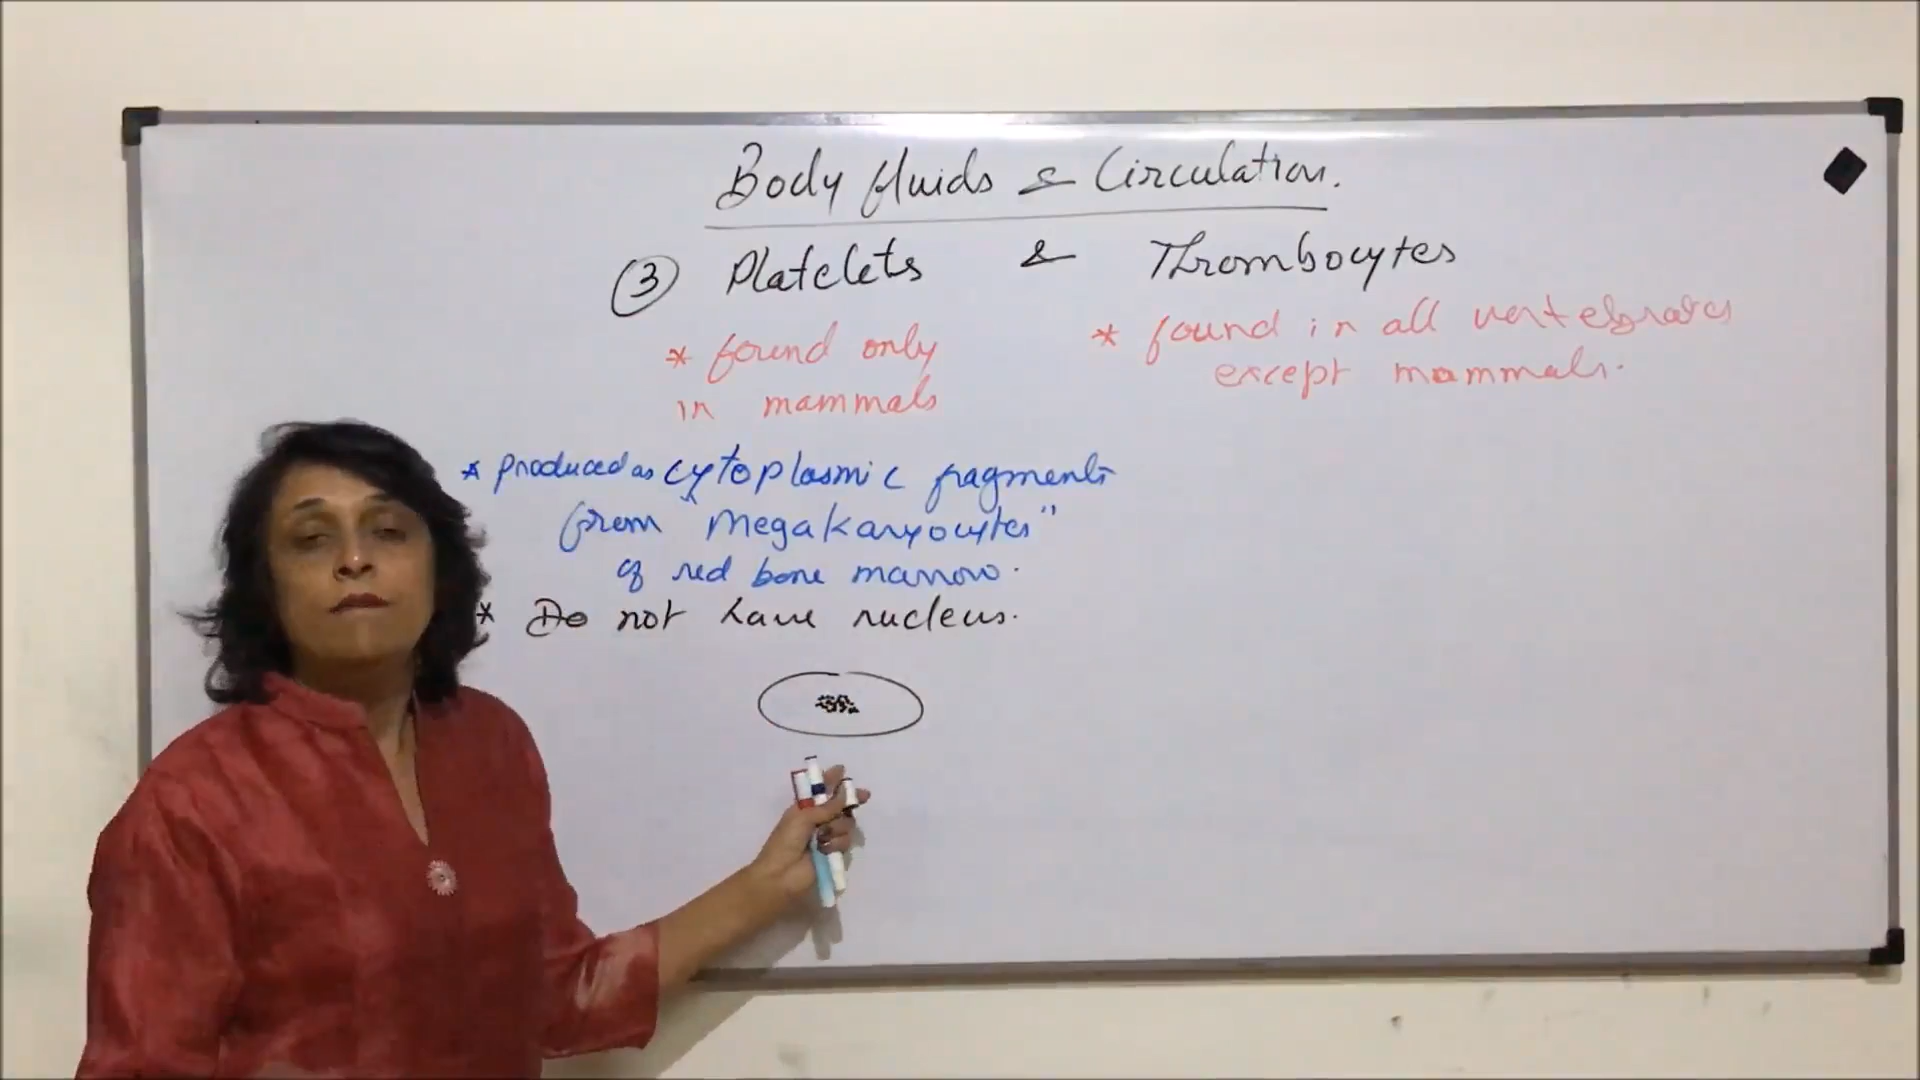 Body fluids & Circulation.
③ Platelets & Thrombocytes
* found only
in mammals
* found in all vertebrates
except mammals.
* produced as cytoplasmic fragments
from "Megakaryocytes"
of red bone marrow.
* Do not have nucleus.